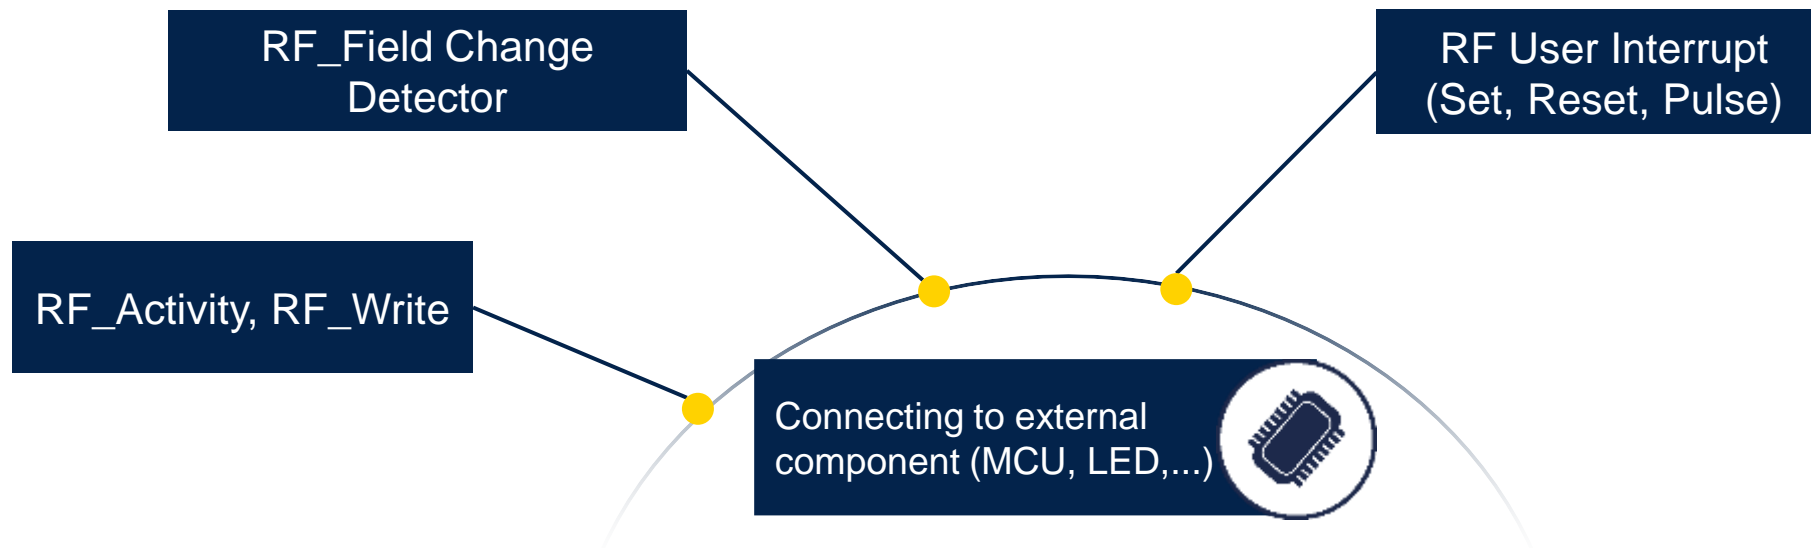 RF_Field Change
Detector
RF User Interrupt
(Set, Reset, Pulse)
RF_Activity, RF_Write
Connecting to external
component (MCU, LED,...)